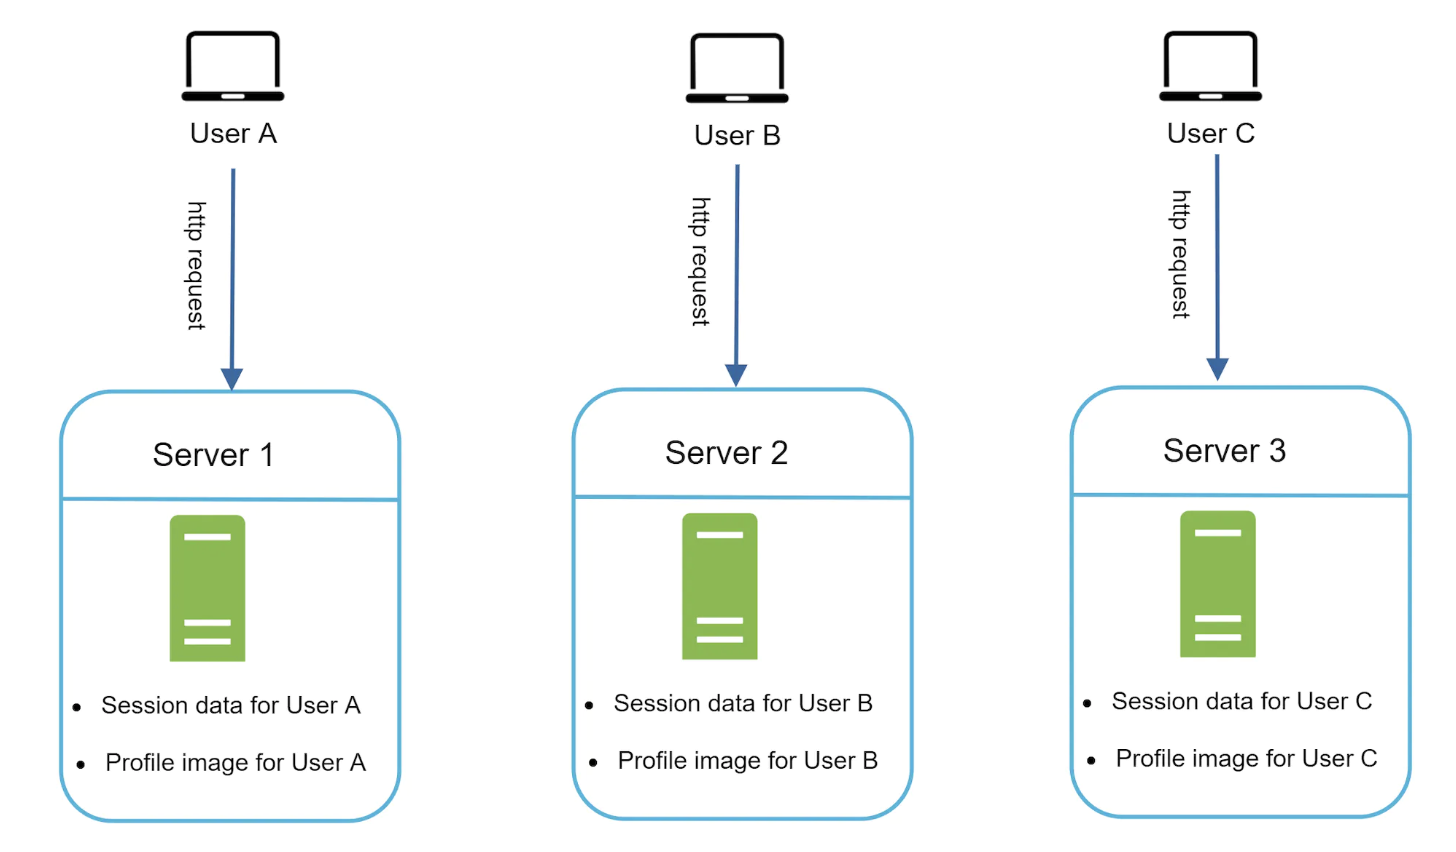 User A
User B
User C
http request
http request
http request
Server 1
Server 2
Server 3
• Session data for User A
• Profile image for User A
• Session data for User B
• Profile image for User B
• Session data for User C
• Profile image for User C